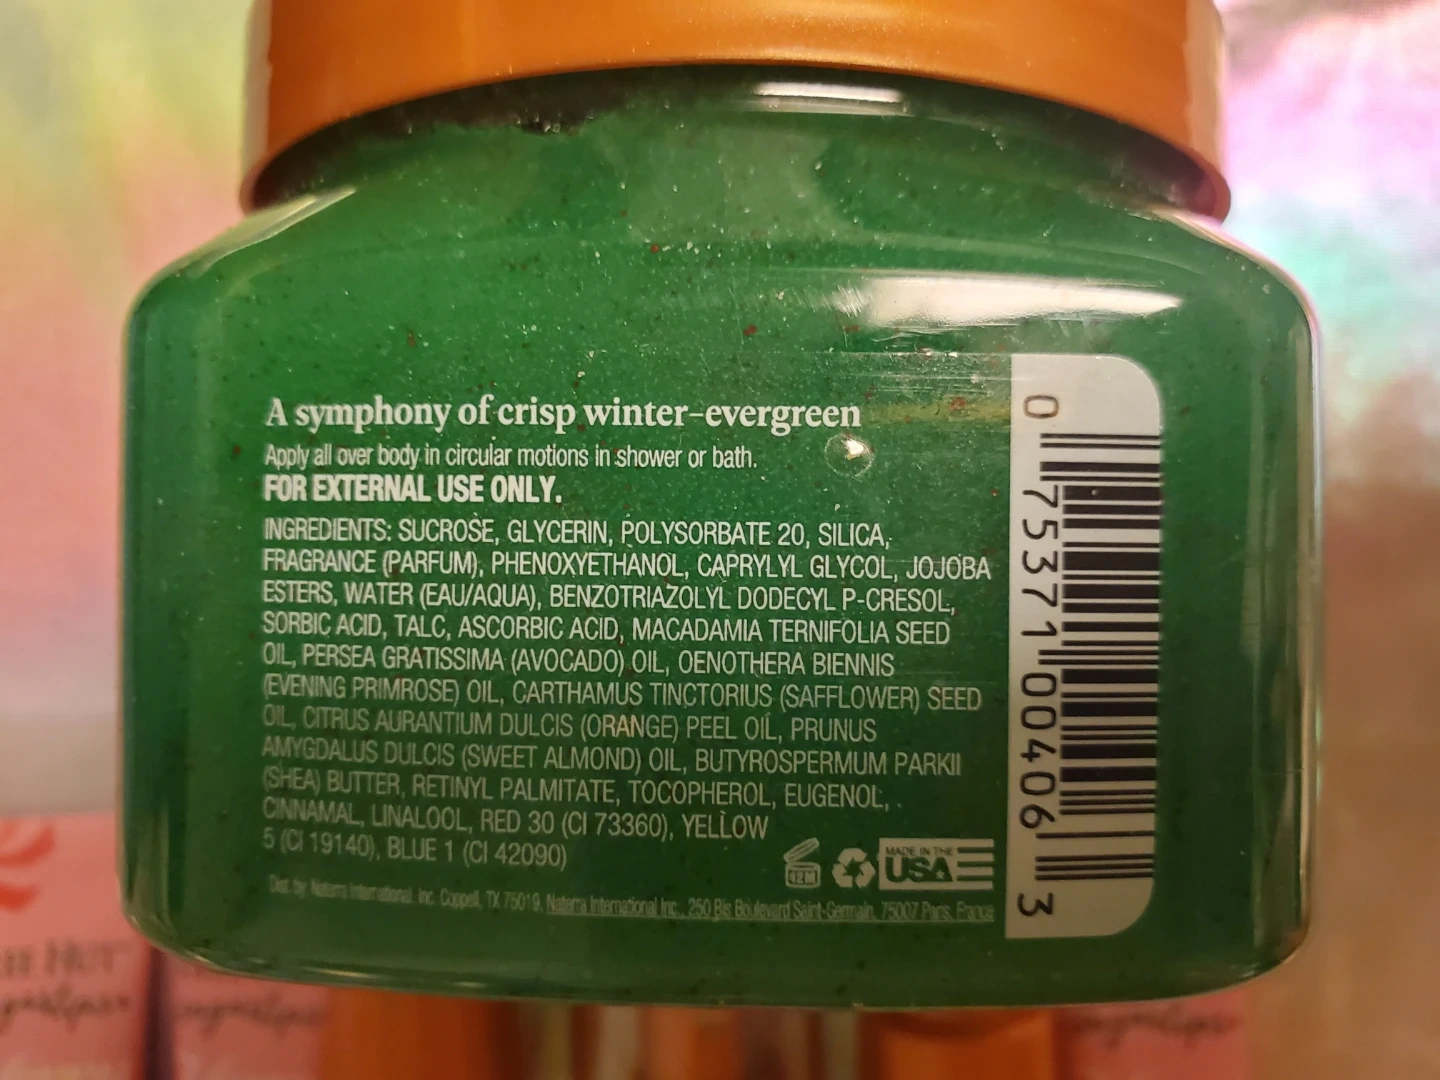 A symphony of crisp winter-evergreen
Apply all over body in circular motions in shower or bath.
FOR EXTERNAL USE ONLY.
INGREDIENTS: SUCROSE, GLYCERIN, POLYSORBATE 20, SILICA,
FRAGRANCE (PARFUM), PHENOXYETHANOL, CAPRYLYL GLYCOL, JOJOBA
ESTERS, WATER (EAU/AQUA), BENZOTRIAZOLYL DODECYL P-CRESOL,
SORBIC ACID, TALC, ASCORBIC ACID, MACADAMIA TERNIFOLIA SEED
OIL, PERSEA GRATISSIMA (AVOCADO) OIL, OENOTHERA BIENNIS
(EVENING PRIMROSE) OIL, CARTHAMUS TINCTORIUS (SAFFLOWER) SEED
OIL, CITRUS AURANTIUM DULCIS (ORANGE) PEEL OIL, PRUNUS
AMYGDALUS DULCIS (SWEET ALMOND) OIL, BUTYROSPERMUM PARKII
(SHEA) BUTTER, RETINYL PALMITATE, TOCOPHEROL, EUGENOL,
CINNAMAL, LINALOOL, RED 30 (CI 73360), YELLOW
5 (CI 19140), BLUE 1 (CI 42090)
12M
MADE IN THE
USA
Dist. by: Naterra International, Inc. Coppell, TX 75019, Naterra International Inc., 250 Bis Boulevard Saint-Germain, 75007 Paris, France
0 75371 00406 3